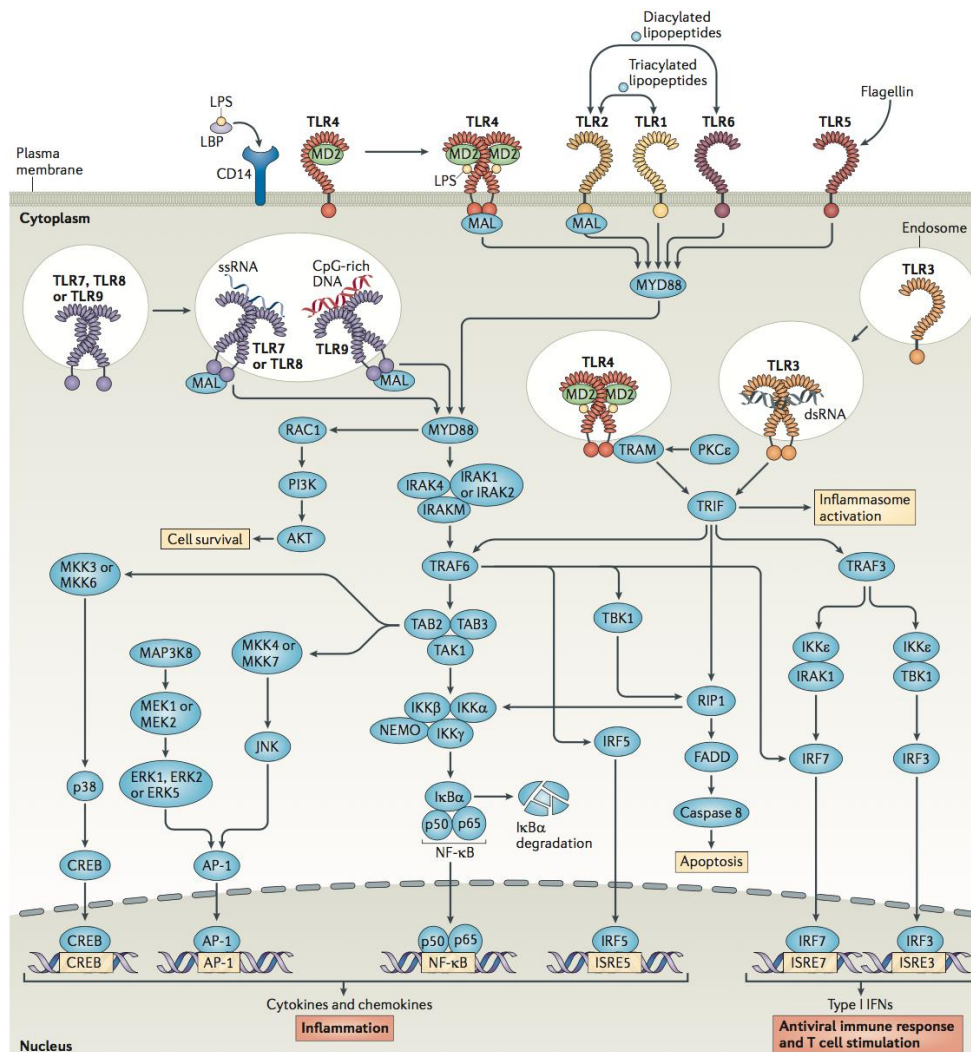 Diacylated
lipopeptides
Triacylated
lipopeptides
LPS
LBP
CD14
TLR4
MD2
TLR4
MD2
MD2
LPS
MAL
TLR2
TLR1
TLR6
TLR5
Flagellin
MAL
Plasma
membrane
Cytoplasm
MYD88
Endosome
TLR3
TLR7, TLR8
or TLR9
ssRNA
CpG-rich
DNA
TLR7
or TLR8
TLR9
MAL
MAL
TLR4
MD2
MD2
TLR3
dsRNA
TRAM
PKCε
RAC1
MYD88
PI3K
IRAK4
IRAK1
or IRAK2
IRAKM
TRIF
Inflammasome
activation
Cell survival
AKT
MKK3 or
MKK6
TRAF6
TRAF3
TAB2
TAB3
TAK1
TBK1
MAP3K8
MKK4 or
MKK7
IKKε
IRAK1
IKKε
TBK1
MEK1 or
MEK2
IKKβ
IKKα
NEMO
IKKγ
RIP1
JNK
IRF5
FADD
IRF7
IRF3
p38
ERK1, ERK2
or ERK5
IκBα
p50
p65
NF-κB
IκBα
degradation
Caspase 8
Apoptosis
CREB
AP-1
CREB
CREB
AP-1
AP-1
p50
p65
NF-κB
IRF5
ISRE5
IRF7
ISRE7
IRF3
ISRE3
Cytokines and chemokines
Inflammation
Type I IFNs
Antiviral immune response
and T cell stimulation
Nucleus